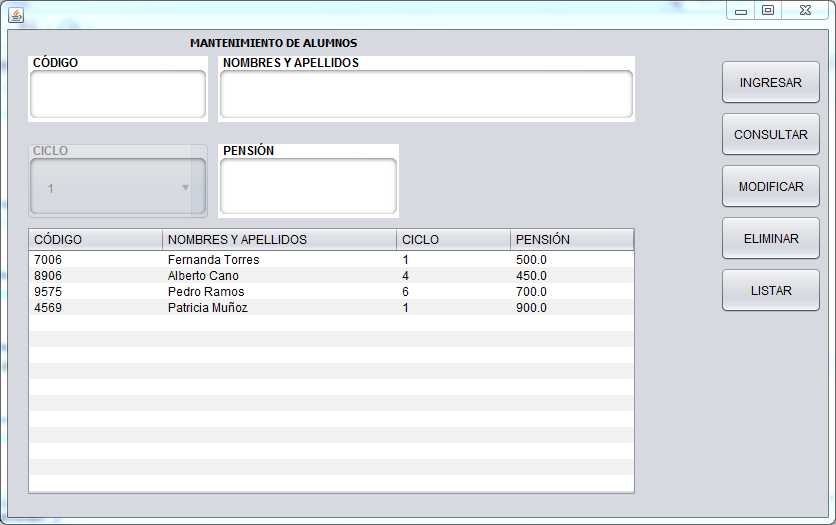 MANTENIMIENTO DE ALUMNOS
CÓDIGO NOMBRES Y APELLIDOS
INGRESAR
CONSULTAR
CICLO PENSIÓN
1
MODIFICAR
CÓDIGO NOMBRES Y APELLIDOS CICLO PENSIÓN
ELIMINAR
7006 Fernanda Torres 1 500.0
8906 Alberto Cano 4 450.0
9575 Pedro Ramos 6 700.0
LISTAR
4569 Patricia Muñoz 1 900.0